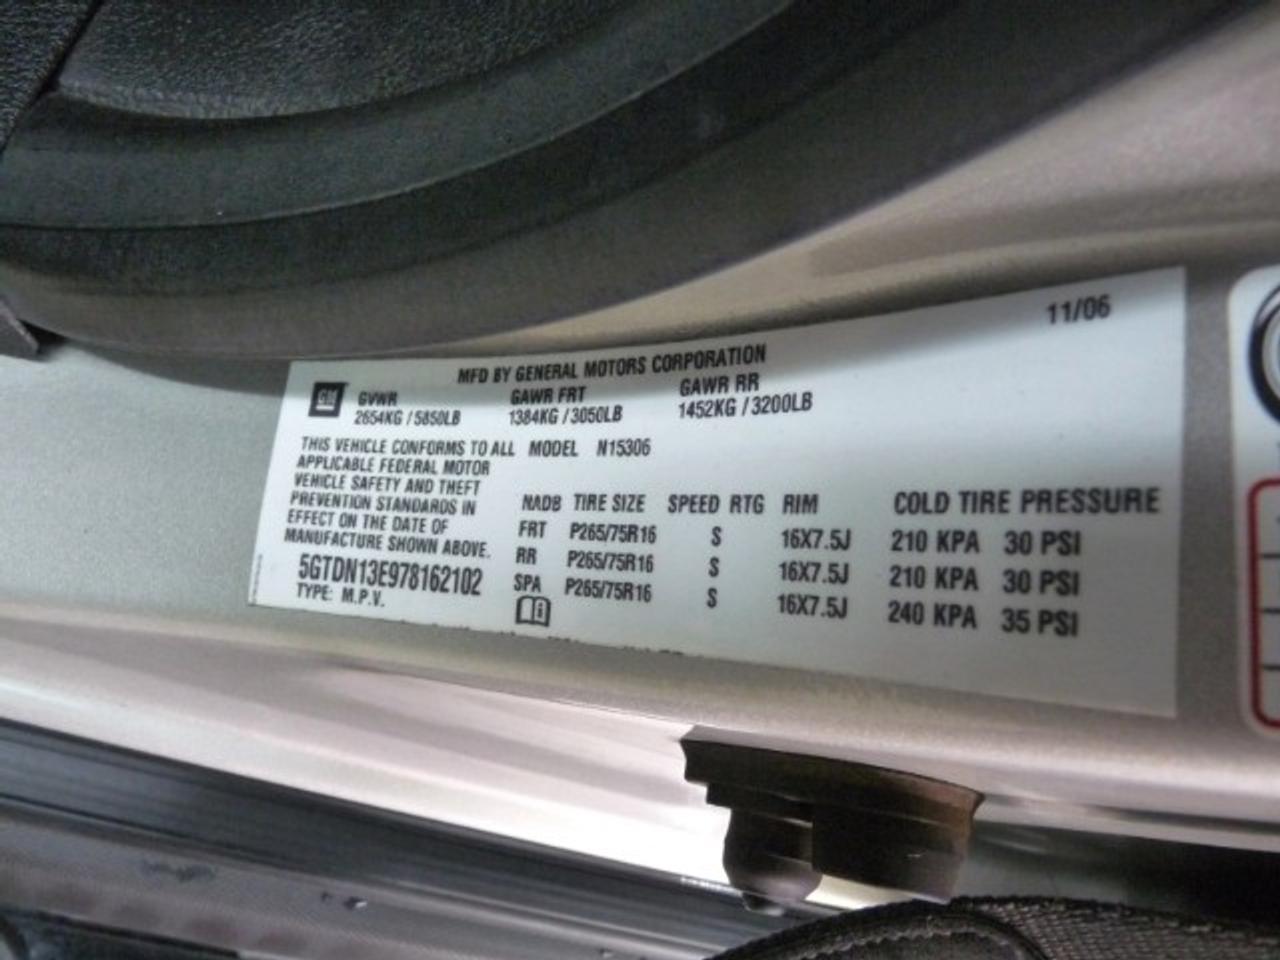 11/06
MFD BY GENERAL MOTORS CORPORATION
GM
GVWR GAWR FRT GAWR RR
2654KG / 5850LB 1384KG / 3050LB 1452KG / 3200LB
THIS VEHICLE CONFORMS TO ALL MODEL N15306
APPLICABLE FEDERAL MOTOR
VEHICLE SAFETY AND THEFT
PREVENTION STANDARDS IN
EFFECT ON THE DATE OF
MANUFACTURE SHOWN ABOVE.
5GTDN13E978162102
TYPE: M.P.V.
NADB TIRE SIZE SPEED RTG RIM COLD TIRE PRESSURE
FRT P265/75R16 S 16X7.5J 210 KPA 30 PSI
RR P265/75R16 S 16X7.5J 210 KPA 30 PSI
SPA P265/75R16 S 16X7.5J 240 KPA 35 PSI